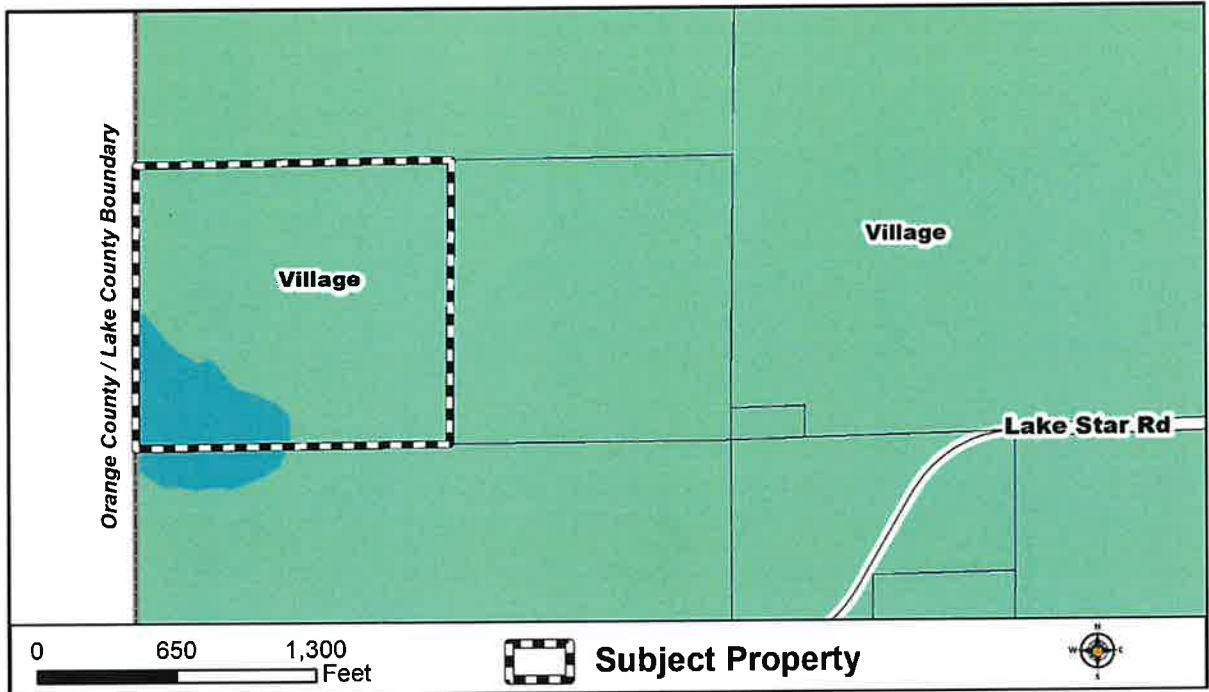 Orange County / Lake County Boundary
Village
Village
Lake Star Rd
0 650 1,300
Feet
Subject Property
N
W E
S